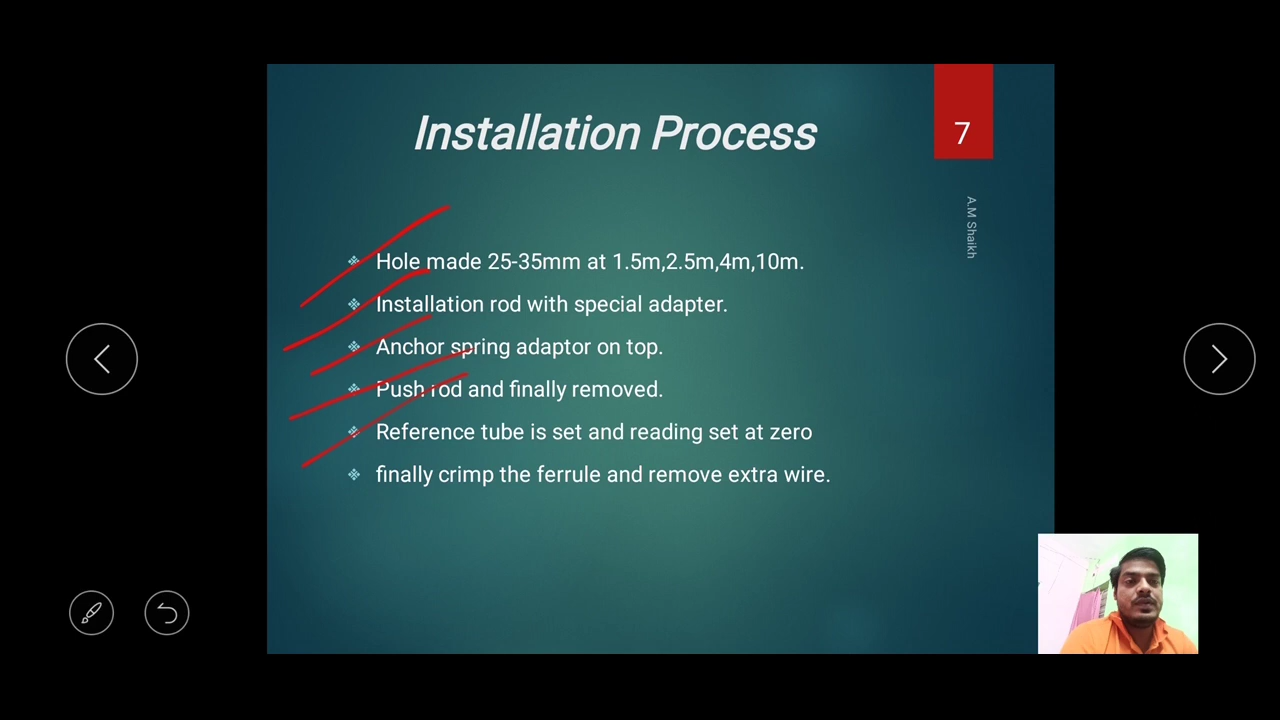 Installation Process
7
A.M Shaikh
Hole made 25-35mm at 1.5m,2.5m,4m,10m.
Installation rod with special adapter.
Anchor spring adaptor on top.
Push rod and finally removed.
Reference tube is set and reading set at zero
finally crimp the ferrule and remove extra wire.